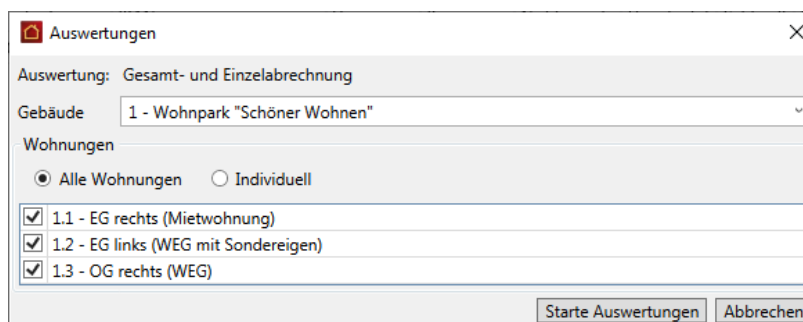 Auswertungen
Auswertung: Gesamt- und Einzelabrechnung
Gebäude 1 - Wohnpark "Schöner Wohnen"
Wohnungen
Alle Wohnungen Individuell
1.1 - EG rechts (Mietwohnung)
1.2 - EG links (WEG mit Sondereigen)
1.3 - OG rechts (WEG)
Starte Auswertungen Abbrechen